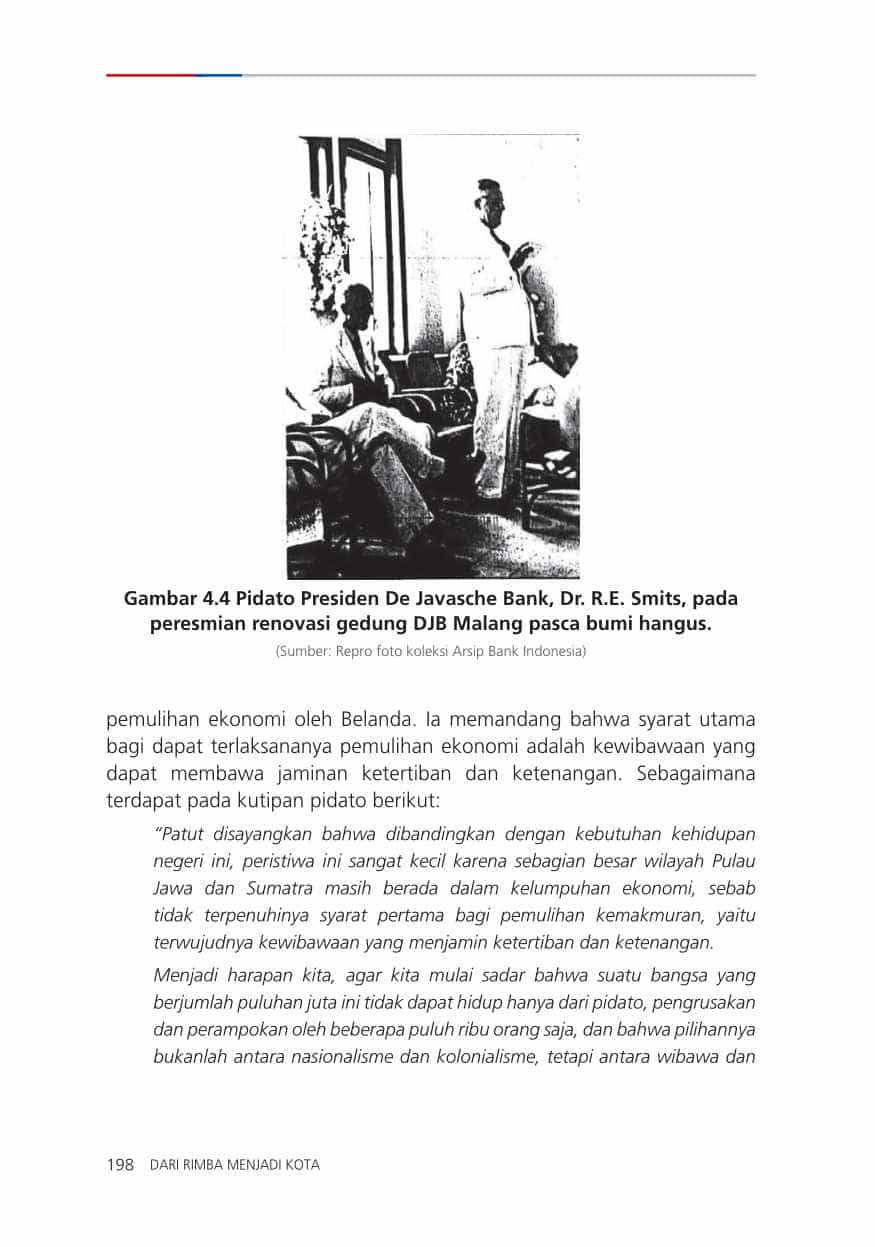 Gambar 4.4 Pidato Presiden De Javasche Bank, Dr. R.E. Smits, pada
peresmian renovasi gedung DJB Malang pasca bumi hangus.
(Sumber: Repro foto koleksi Arsip Bank Indonesia)
pemulihan ekonomi oleh Belanda. Ia memandang bahwa syarat utama
bagi dapat terlaksananya pemulihan ekonomi adalah kewibawaan yang
dapat membawa jaminan ketertiban dan ketenangan. Sebagaimana
terdapat pada kutipan pidato berikut:
“Patut disayangkan bahwa dibandingkan dengan kebutuhan kehidupan
negeri ini, peristiwa ini sangat kecil karena sebagian besar wilayah Pulau
Jawa dan Sumatra masih berada dalam kelumpuhan ekonomi, sebab
tidak terpenuhinya syarat pertama bagi pemulihan kemakmuran, yaitu
terwujudnya kewibawaan yang menjamin ketertiban dan ketenangan.
Menjadi harapan kita, agar kita mulai sadar bahwa suatu bangsa yang
berjumlah puluhan juta ini tidak dapat hidup hanya dari pidato, pengrusakan
dan perampokan oleh beberapa puluh ribu orang saja, dan bahwa pilihannya
bukanlah antara nasionalisme dan kolonialisme, tetapi antara wibawa dan
198 DARI RIMBA MENJADI KOTA